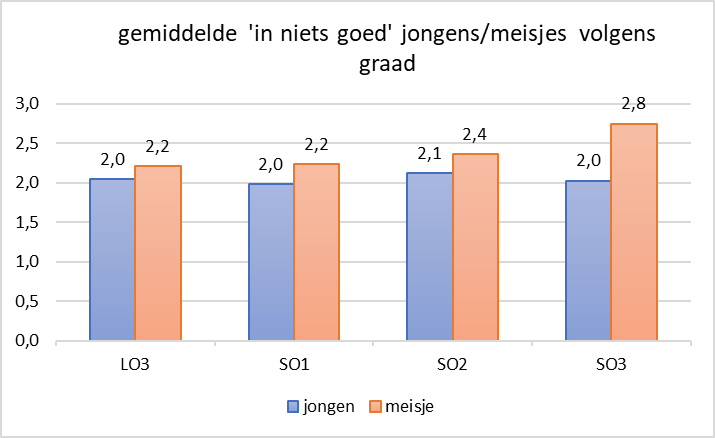 gemiddelde 'in niets goed' jongens/meisjes volgens
graad
3,0
2,5
2,0
1,5
1,0
0,5
0,0
2,0 2,2 2,0 2,2 2,1 2,4 2,0 2,8
LO3 SO1 SO2 SO3
jongen meisje